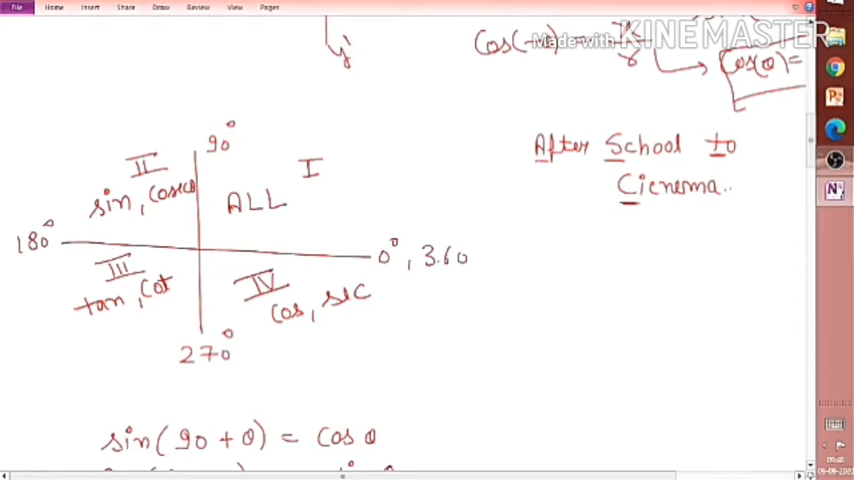 File Home Insert Share Draw Review View Pages
Made with KINEMASTER
y'
Cos(-θ) =
r
Cos(θ) =
90°
II
I
sin, cosec
ALL
After School to
Cienema..
180°
0°, 360
III
tan, cot
IV
cos, sec
270°
sin(90 + θ) = cos θ